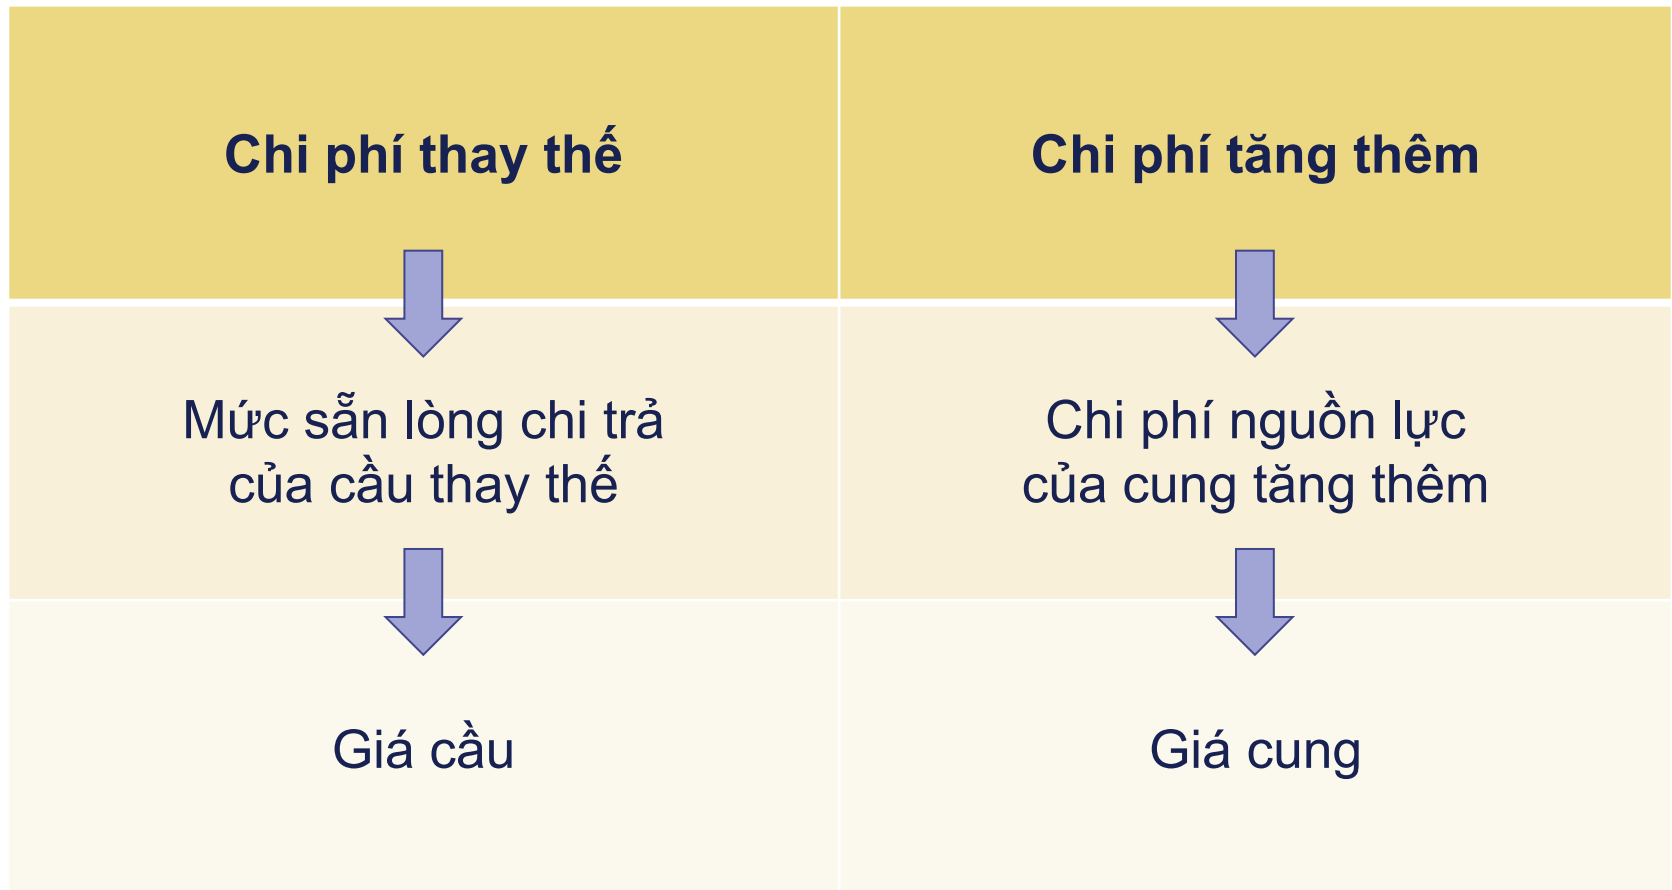 Chi phí thay thế
Chi phí tăng thêm
Mức sẵn lòng chi trả
của cầu thay thế
Chi phí nguồn lực
của cung tăng thêm
Giá cầu
Giá cung